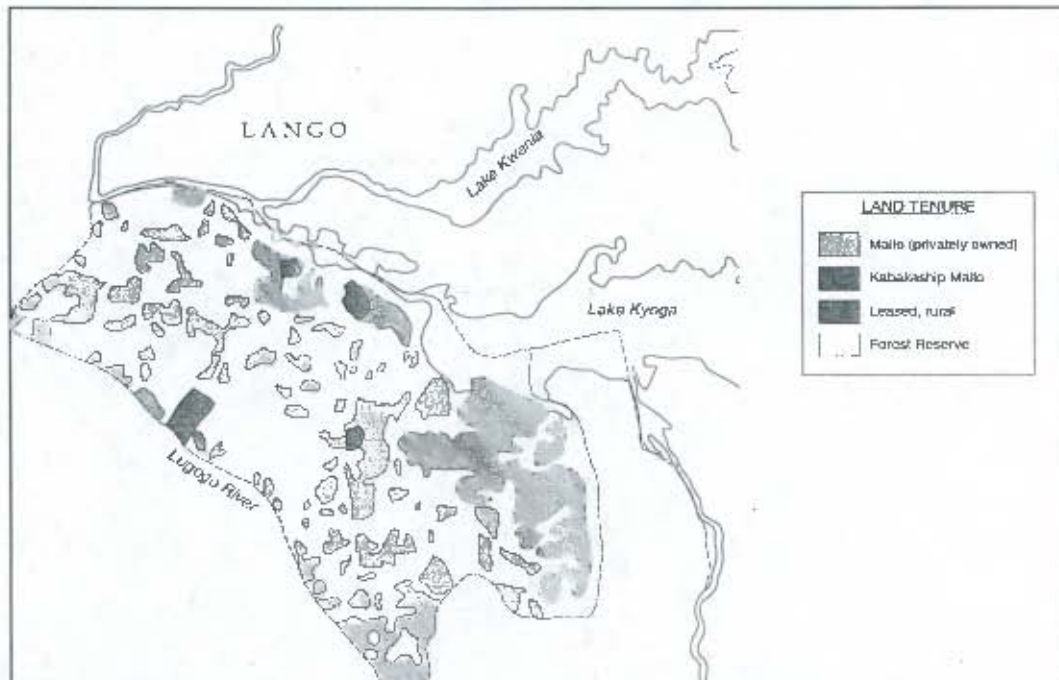 LANGO
Lake Kwania
Lake Kyoga
Lugogo River
LAND TENURE
Mailo (privately owned)
Kabakaship Mailo
Leased, rural
Forest Reserve